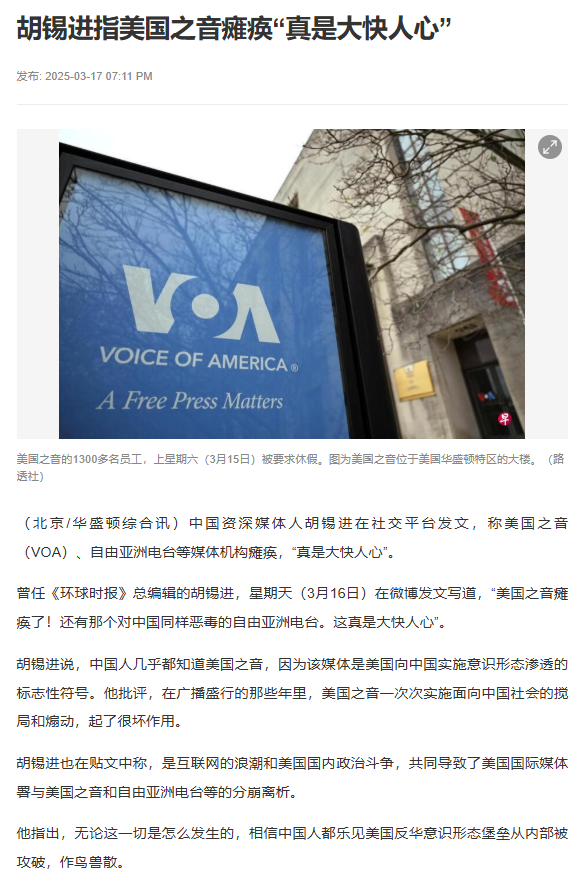 胡锡进指美国之音瘫痪“真是大快人心”
发布: 2025-03-17 07:11 PM
VOA
VOICE OF AMERICA®
A Free Press Matters
早
美国之音的1300多名员工，上星期六（3月15日）被要求休假。图为美国之音位于美国华盛顿特区的大楼。（路
透社）
（北京/华盛顿综合讯）中国资深媒体人胡锡进在社交平台发文，称美国之音
（VOA）、自由亚洲电台等媒体机构瘫痪，“真是大快人心”。
曾任《环球时报》总编辑的胡锡进，星期天（3月16日）在微博发文写道，“美国之音瘫
痪了！还有那个对中国同样恶毒的自由亚洲电台。这真是大快人心”。
胡锡进说，中国人几乎都知道美国之音，因为该媒体是美国向中国实施意识形态渗透的
标志性符号。他批评，在广播盛行的那些年里，美国之音一次次实施面向中国社会的搅
局和煽动，起了很坏作用。
胡锡进也在贴文中称，是互联网的浪潮和美国国内政治斗争，共同导致了美国国际媒体
署与美国之音和自由亚洲电台等的分崩离析。
他指出，无论这一切是怎么发生的，相信中国人都乐见美国反华意识形态堡垒从内部被
攻破，作鸟兽散。